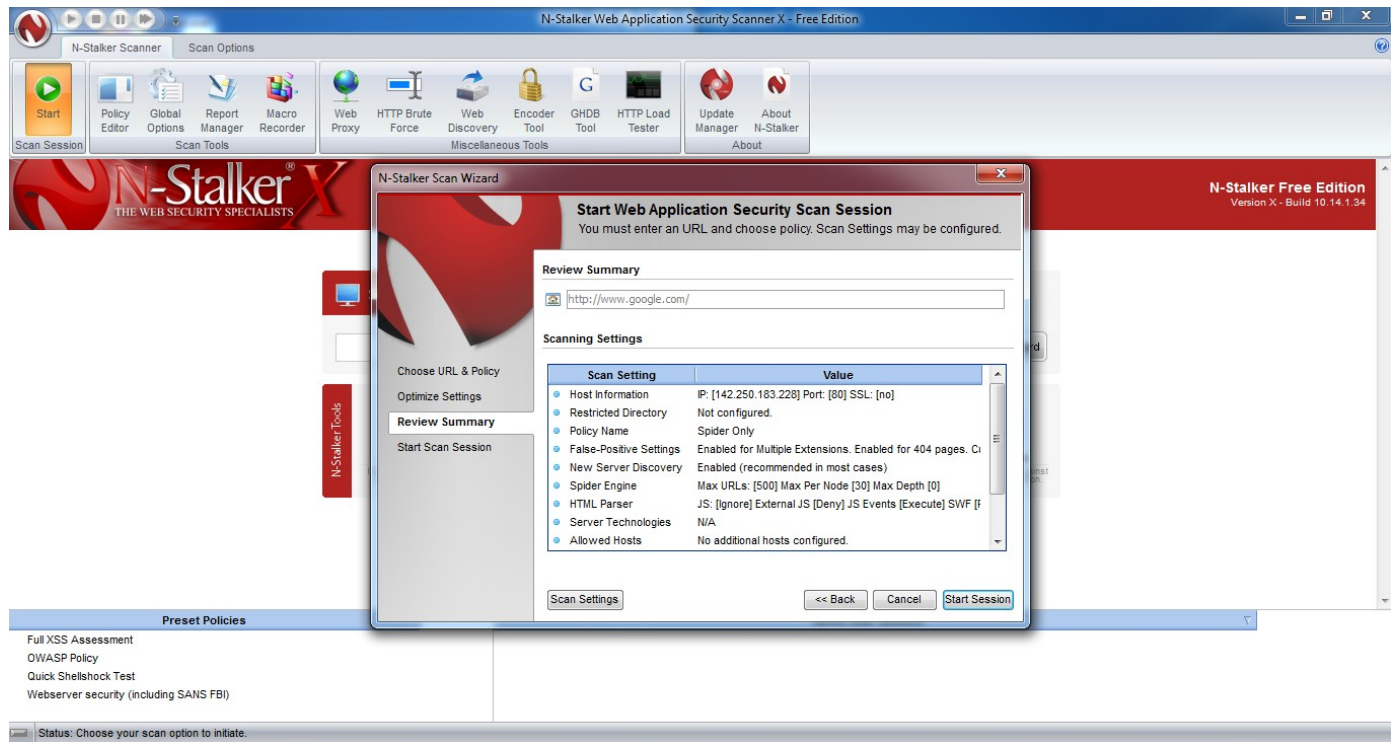 N-Stalker Web Application Security Scanner X - Free Edition
N-Stalker Scanner
Scan Options
Start
Policy Editor
Global Options
Report Manager
Macro Recorder
Web Proxy
HTTP Brute Force
Web Discovery
Encoder Tool
G
GHDB Tool
HTTP Load Tester
Update Manager
About N-Stalker
Scan Session
Scan Tools
Miscellaneous Tools
About
N-Stalker® X
THE WEB SECURITY SPECIALISTS
N-Stalker Free Edition
Version X - Build 10.14.1.34
N-Stalker Scan Wizard
Start Web Application Security Scan Session
You must enter an URL and choose policy. Scan Settings may be configured.
Choose URL & Policy
Optimize Settings
Review Summary
Start Scan Session
Review Summary
http://www.google.com/
Scanning Settings
Scan Setting Value
Host Information IP: [142.250.183.228] Port: [80] SSL: [no]
Restricted Directory Not configured.
Policy Name Spider Only
False-Positive Settings Enabled for Multiple Extensions. Enabled for 404 pages.
New Server Discovery Enabled (recommended in most cases)
Spider Engine Max URLs: [500] Max Per Node [30] Max Depth [0]
HTML Parser JS: [Ignore] External JS [Deny] JS Events [Execute] SWF
Server Technologies N/A
Allowed Hosts No additional hosts configured.
Scan Settings
<< Back
Cancel
Start Session
N-Stalker Tools
Preset Policies
Full XSS Assessment
OWASP Policy
Quick Shellshock Test
Webserver security (including SANS FBI)
Status: Choose your scan option to initiate.